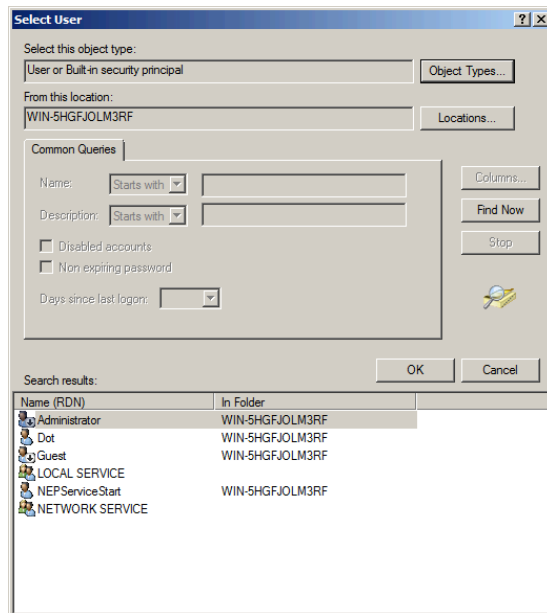 Select User
Select this object type:
User or Built-in security principal
Object Types...
From this location:
WIN-5HGFJOLM3RF
Locations...
Common Queries
Name: Starts with
Columns...
Description: Starts with
Find Now
Disabled accounts
Stop
Non expiring password
Days since last logon:
OK Cancel
Search results:
Name (RDN) In Folder
Administrator WIN-5HGFJOLM3RF
Dot WIN-5HGFJOLM3RF
Guest WIN-5HGFJOLM3RF
LOCAL SERVICE
NEPServiceStart WIN-5HGFJOLM3RF
NETWORK SERVICE